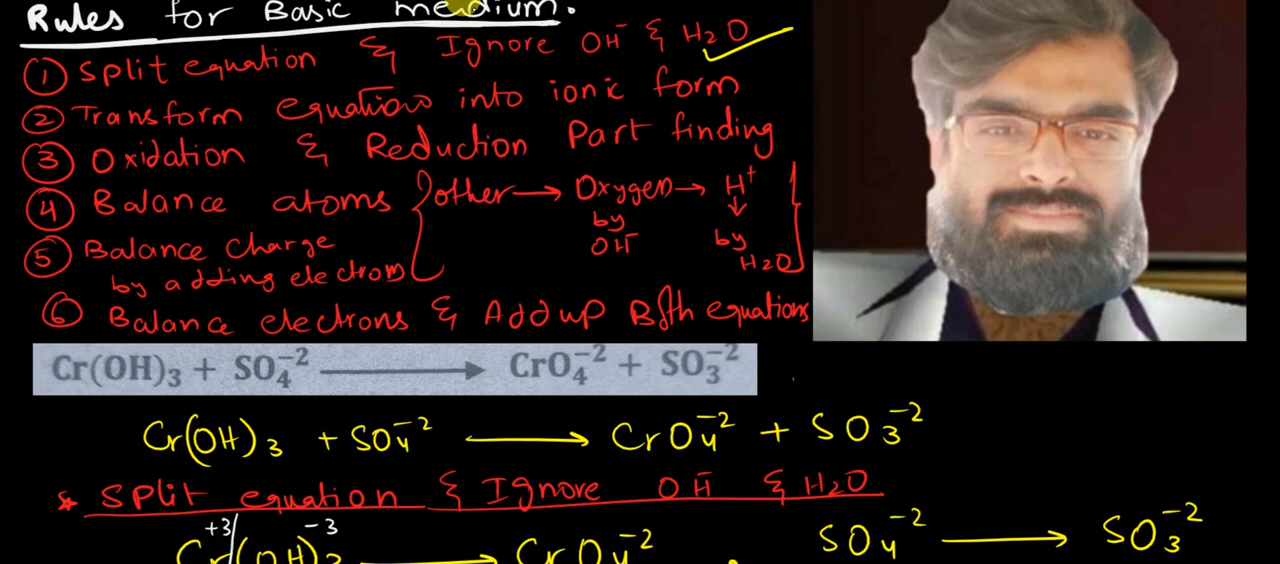 Rules for Basic medium.
① Split equation & Ignore OH⁻ & H₂O
② Transform equations into ionic form
③ Oxidation & Reduction Part finding
④ Balance atoms other → Oxygen → H⁺
by OH⁻ by H₂O
⑤ Balance Charge
by adding electrons
⑥ Balance electrons & Add up Both equations
Cr(OH)₃ + SO₄⁻² → CrO₄⁻² + SO₃⁻²
Cr(OH)₃ + SO₄⁻² → CrO₄⁻² + SO₃⁻²
* Split equation & Ignore OH⁻ & H₂O
+3 -3
Cr(OH)₃ → CrO₄⁻² SO₄⁻² → SO₃⁻²